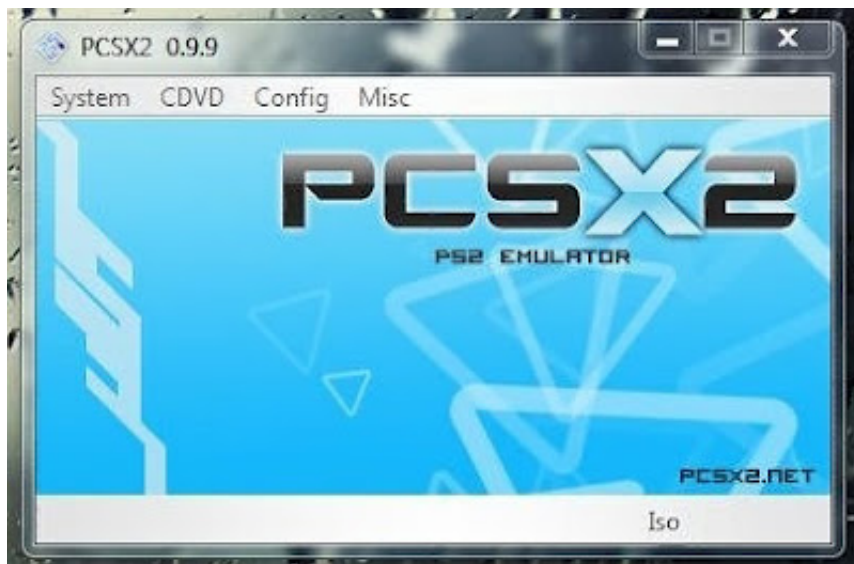 PCSX2 0.9.9
System CDVD Config Misc
PCSX2
PS2 EMULATOR
PCSX2.NET
Iso